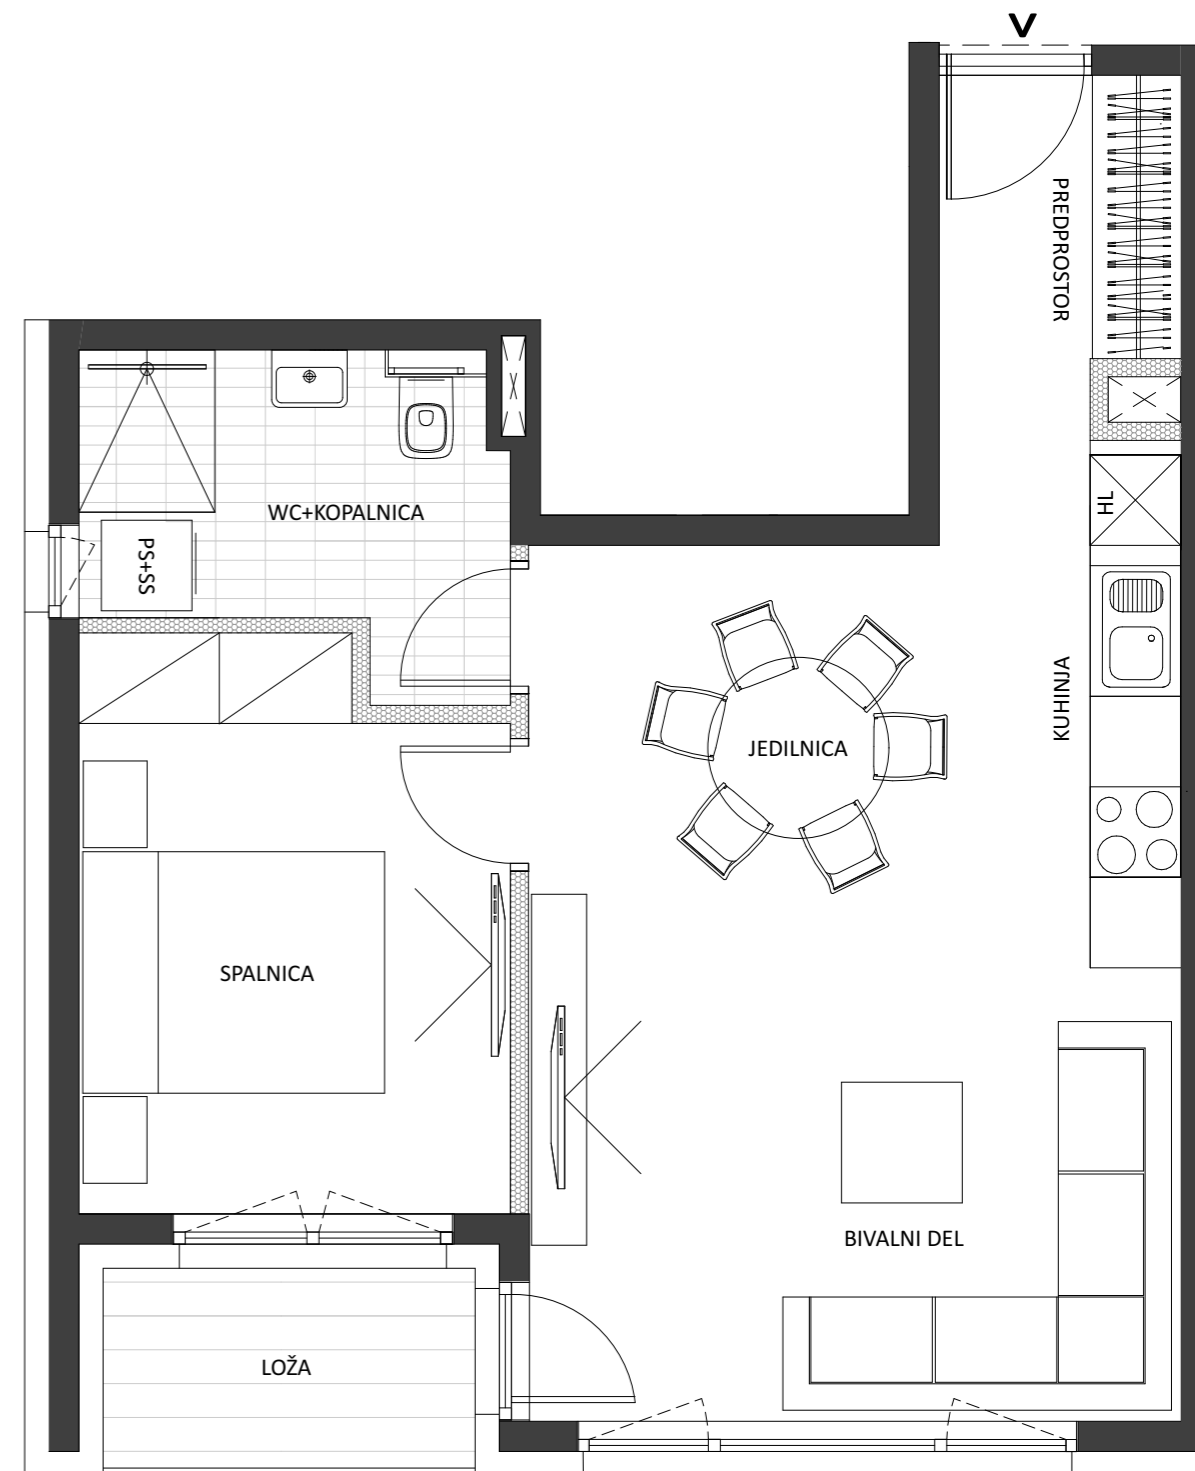 V
PREDPROSTOR
HL
WC+KOPALNICA
PS+SS
KUHINJA
JEDILNICA
SPALNICA
BIVALNI DEL
LOŽA